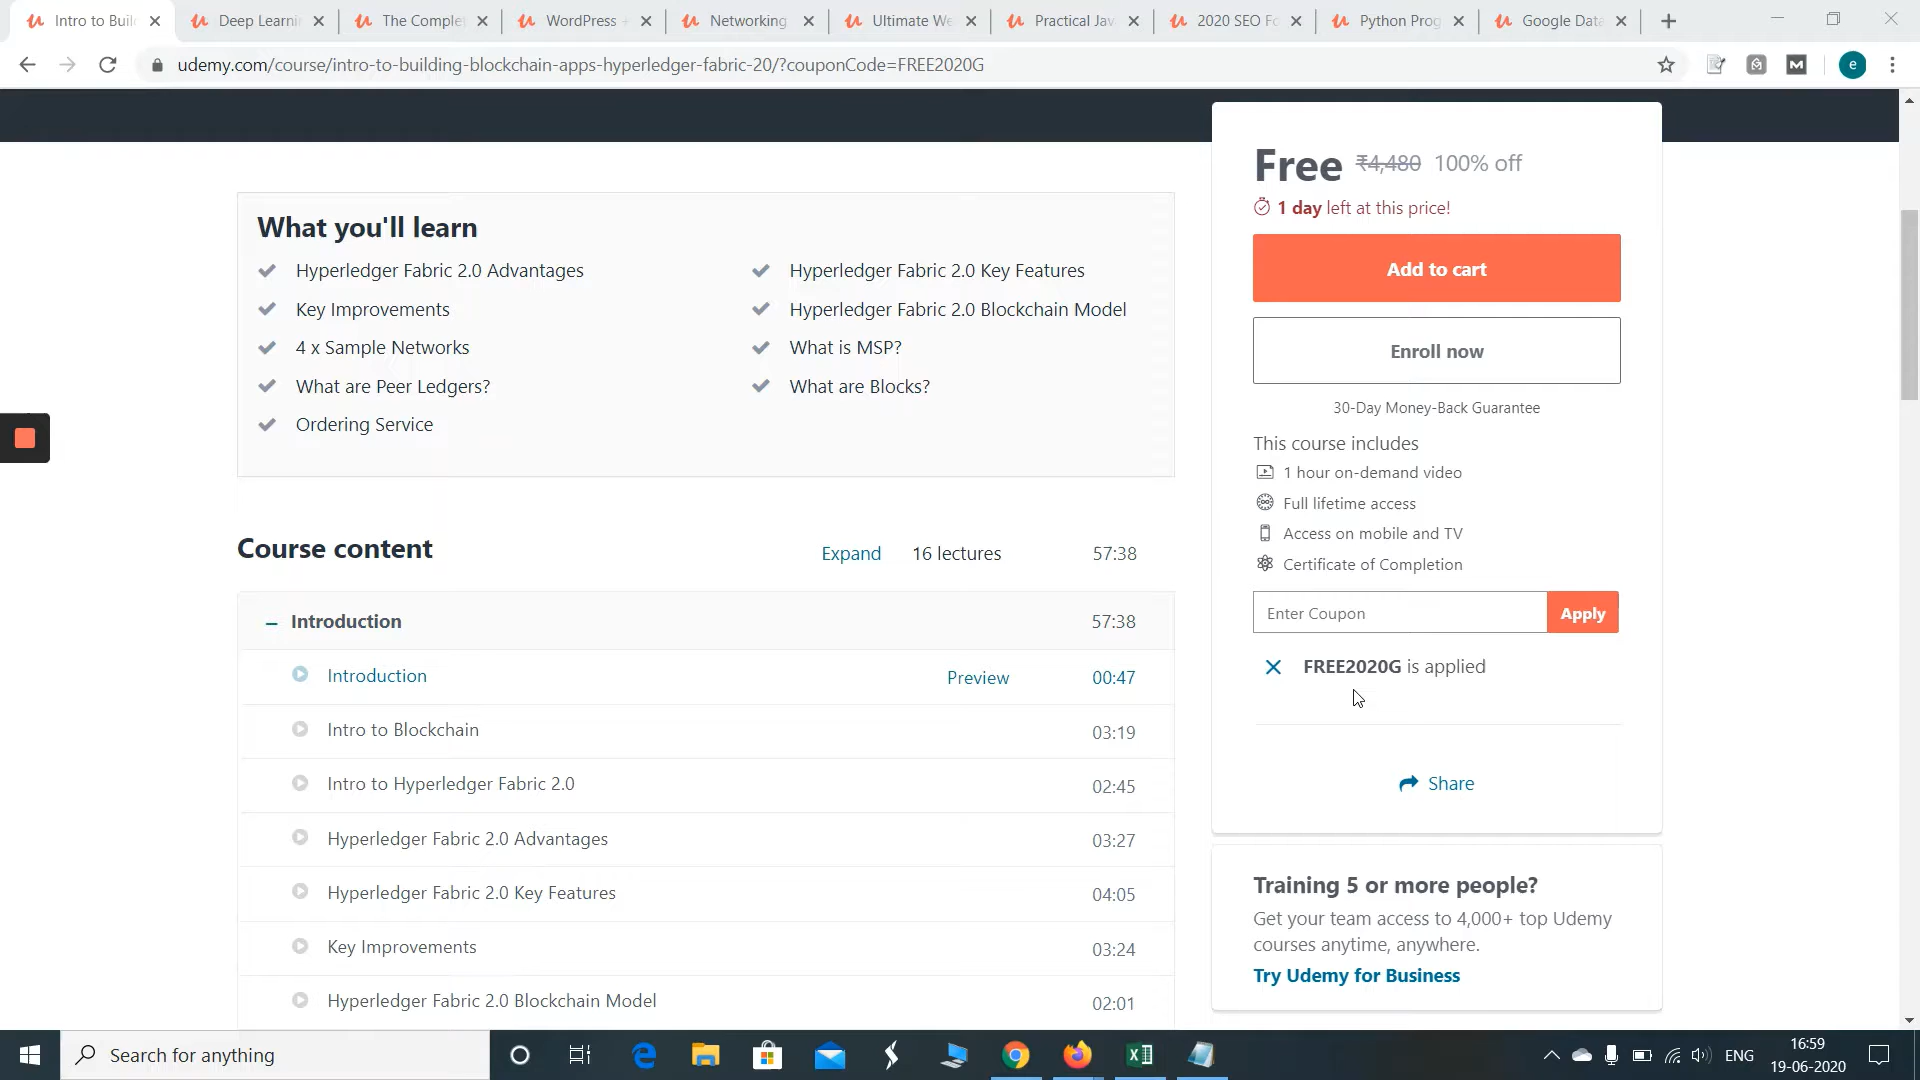 Intro to Buil
Deep Learni
The Comple
WordPress +
Networking
Ultimate We
Practical Jav
2020 SEO Fo
Python Prog
Google Data
udemy.com/course/intro-to-building-blockchain-apps-hyperledger-fabric-20/?couponCode=FREE2020G
e
What you'll learn
Hyperledger Fabric 2.0 Advantages
Hyperledger Fabric 2.0 Key Features
Key Improvements
Hyperledger Fabric 2.0 Blockchain Model
4 x Sample Networks
What is MSP?
What are Peer Ledgers?
What are Blocks?
Ordering Service
Course content
Expand
16 lectures
57:38
Introduction
57:38
Introduction
Preview
00:47
Intro to Blockchain
03:19
Intro to Hyperledger Fabric 2.0
02:45
Hyperledger Fabric 2.0 Advantages
03:27
Hyperledger Fabric 2.0 Key Features
04:05
Key Improvements
03:24
Hyperledger Fabric 2.0 Blockchain Model
02:01
Free ₹4,480 100% off
1 day left at this price!
Add to cart
Enroll now
30-Day Money-Back Guarantee
This course includes
1 hour on-demand video
Full lifetime access
Access on mobile and TV
Certificate of Completion
Enter Coupon
Apply
FREE2020G is applied
Share
Training 5 or more people?
Get your team access to 4,000+ top Udemy
courses anytime, anywhere.
Try Udemy for Business
Search for anything
ENG
16:59
19-06-2020